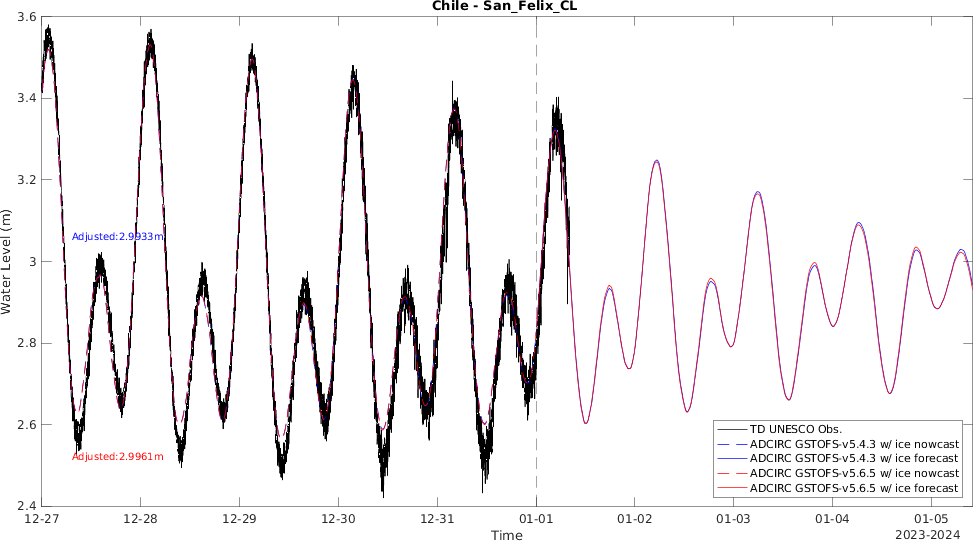 Chile - San_Felix_CL
Water Level (m)
3.6
3.4
3.2
3
2.8
2.6
2.4
Adjusted:2.9933m
Adjusted:2.9961m
TD UNESCO Obs.
ADCIRC GSTOFS-v5.4.3 w/ ice nowcast
ADCIRC GSTOFS-v5.4.3 w/ ice forecast
ADCIRC GSTOFS-v5.6.5 w/ ice nowcast
ADCIRC GSTOFS-v5.6.5 w/ ice forecast
12-27 12-28 12-29 12-30 12-31 01-01 01-02 01-03 01-04 01-05
Time
2023-2024